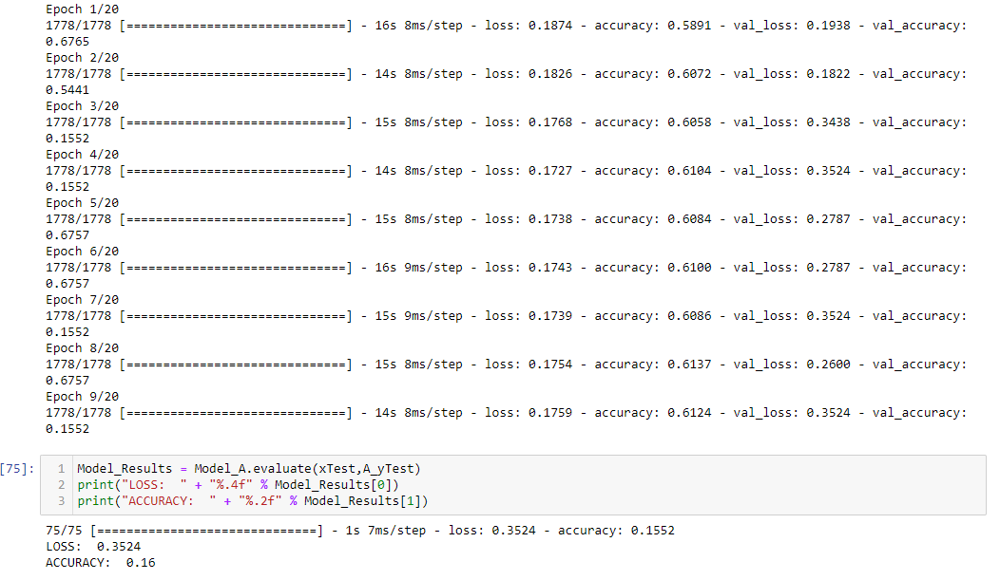 Epoch 1/20
1778/1778 [==============================] - 16s 8ms/step - loss: 0.1874 - accuracy: 0.5891 - val_loss: 0.1938 - val_accuracy:
0.6765
Epoch 2/20
1778/1778 [==============================] - 14s 8ms/step - loss: 0.1826 - accuracy: 0.6072 - val_loss: 0.1822 - val_accuracy:
0.5441
Epoch 3/20
1778/1778 [==============================] - 15s 8ms/step - loss: 0.1768 - accuracy: 0.6058 - val_loss: 0.3438 - val_accuracy:
0.1552
Epoch 4/20
1778/1778 [==============================] - 14s 8ms/step - loss: 0.1727 - accuracy: 0.6104 - val_loss: 0.3524 - val_accuracy:
0.1552
Epoch 5/20
1778/1778 [==============================] - 15s 8ms/step - loss: 0.1738 - accuracy: 0.6084 - val_loss: 0.2787 - val_accuracy:
0.6757
Epoch 6/20
1778/1778 [==============================] - 16s 9ms/step - loss: 0.1743 - accuracy: 0.6100 - val_loss: 0.2787 - val_accuracy:
0.6757
Epoch 7/20
1778/1778 [==============================] - 15s 9ms/step - loss: 0.1739 - accuracy: 0.6086 - val_loss: 0.3524 - val_accuracy:
0.1552
Epoch 8/20
1778/1778 [==============================] - 15s 8ms/step - loss: 0.1754 - accuracy: 0.6137 - val_loss: 0.2600 - val_accuracy:
0.6757
Epoch 9/20
1778/1778 [==============================] - 14s 8ms/step - loss: 0.1759 - accuracy: 0.6124 - val_loss: 0.3524 - val_accuracy:
0.1552
[75]: 1 Model_Results = Model_A.evaluate(xTest,A_yTest)
2 print("LOSS:  " + "%.4f" % Model_Results[0])
3 print("ACCURACY:  " + "%.2f" % Model_Results[1])
75/75 [==============================] - 1s 7ms/step - loss: 0.3524 - accuracy: 0.1552
LOSS:  0.3524
ACCURACY:  0.16